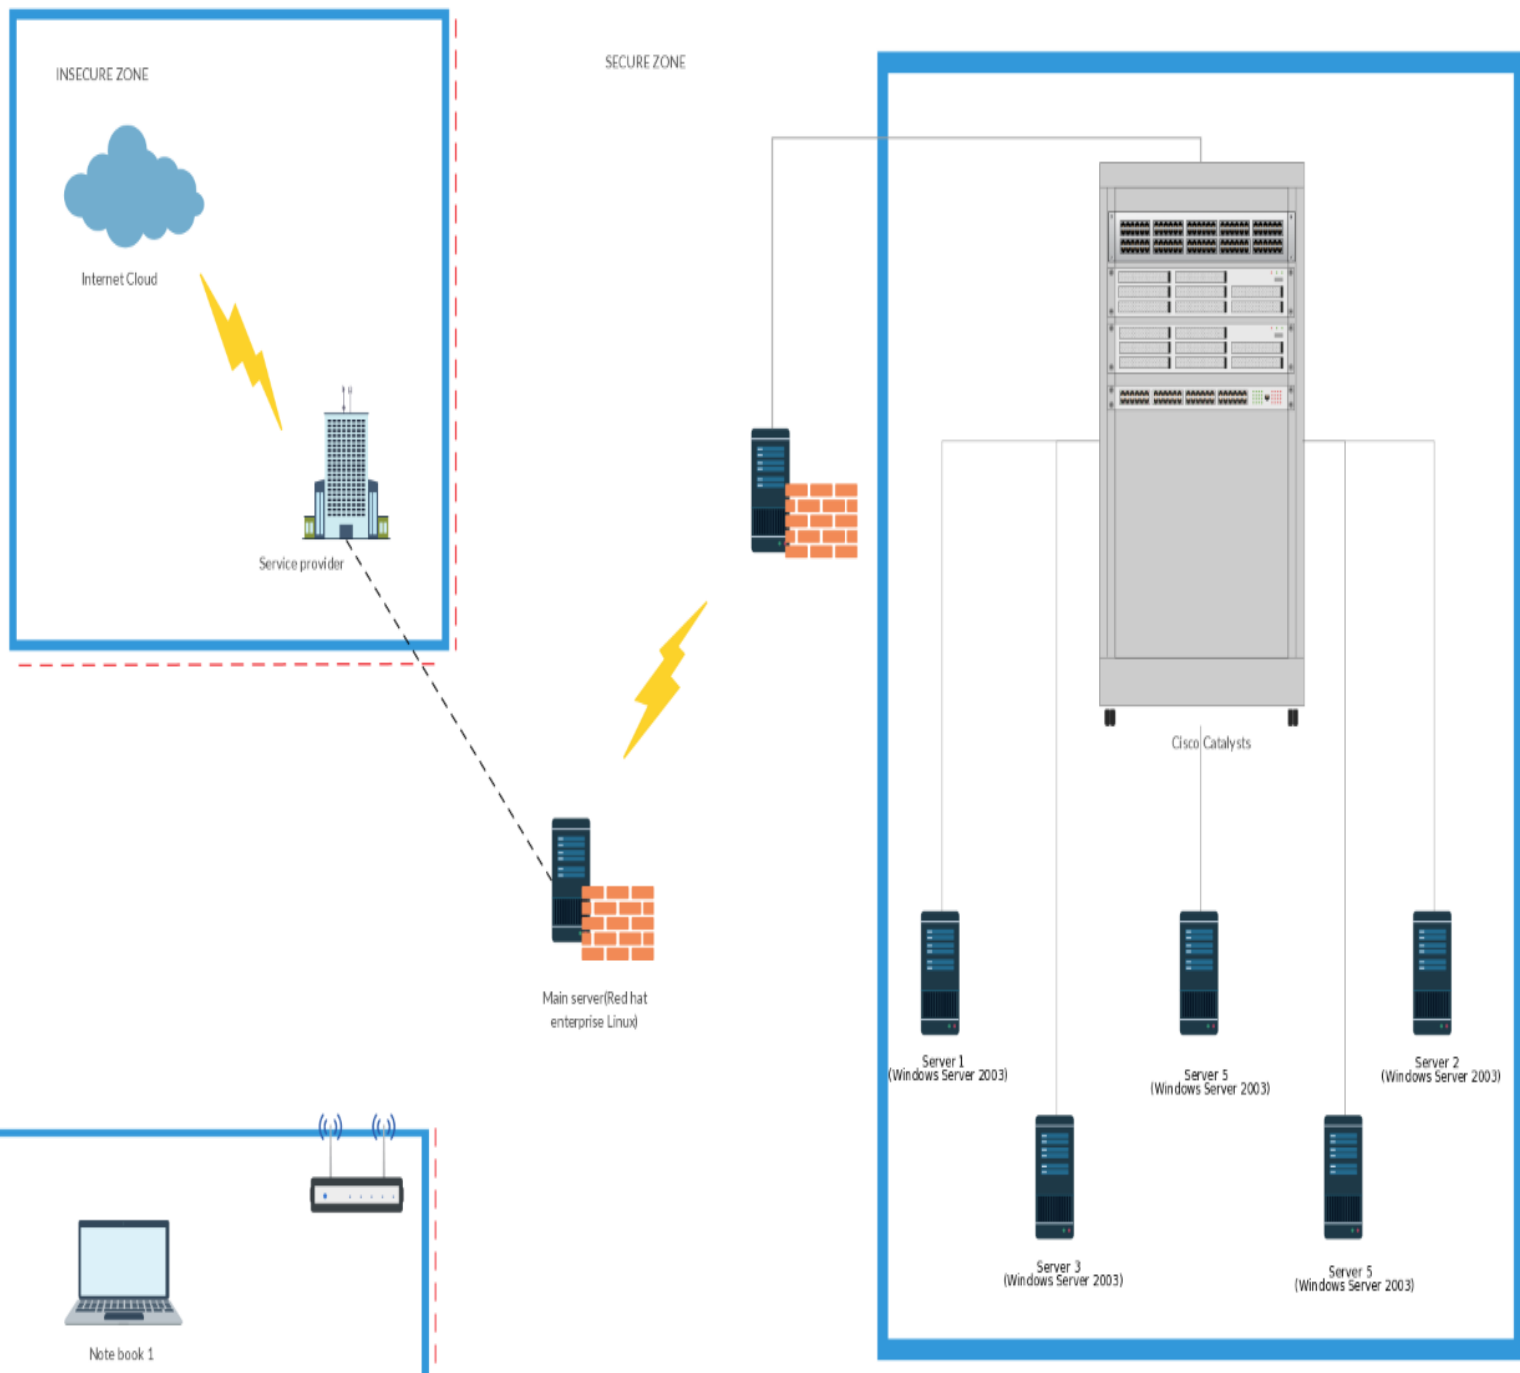 INSECURE ZONE
SECURE ZONE
Internet Cloud
Service provider
Cisco Catalysts
Main server(Red hat
enterprise Linux)
Server 1
(Windows Server 2003)
Server 5
(Windows Server 2003)
Server 2
(Windows Server 2003)
Server 3
(Windows Server 2003)
Server 5
(Windows Server 2003)
Note book 1